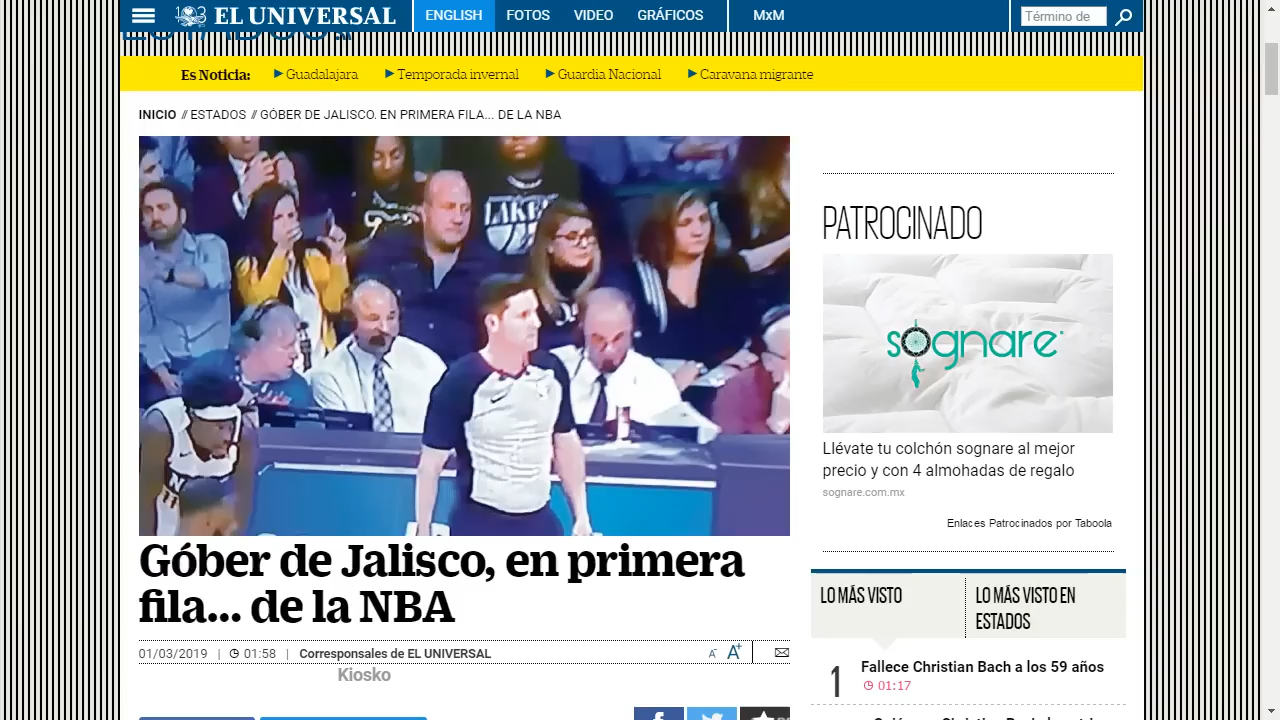 EL UNIVERSAL
ENGLISH
FOTOS
VIDEO
GRÁFICOS
MxM
Término de
Es Noticia:
Guadalajara
Temporada invernal
Guardia Nacional
Caravana migrante
INICIO // ESTADOS // GÓBER DE JALISCO. EN PRIMERA FILA... DE LA NBA
LAKE
Góber de Jalisco, en primera
fila... de la NBA
01/03/2019 | 01:58 | Corresponsales de EL UNIVERSAL
A-
A+
Kiosko
PATROCINADO
sognare
Llévate tu colchón sognare al mejor
precio y con 4 almohadas de regalo
sognare.com.mx
Enlaces Patrocinados por Taboola
LO MÁS VISTO
LO MÁS VISTO EN
ESTADOS
1
Fallece Christian Bach a los 59 años
01:17